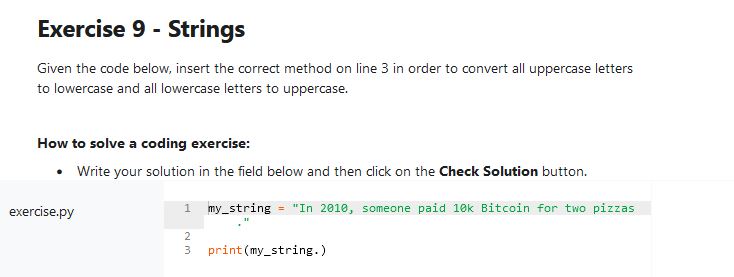 Exercise 9 - Strings
Given the code below, insert the correct method on line 3 in order to convert all uppercase letters
to lowercase and all lowercase letters to uppercase.
How to solve a coding exercise:
• Write your solution in the field below and then click on the Check Solution button.
exercise.py
1 my_string = "In 2010, someone paid 10k Bitcoin for two pizzas
."
2
3 print(my_string.)